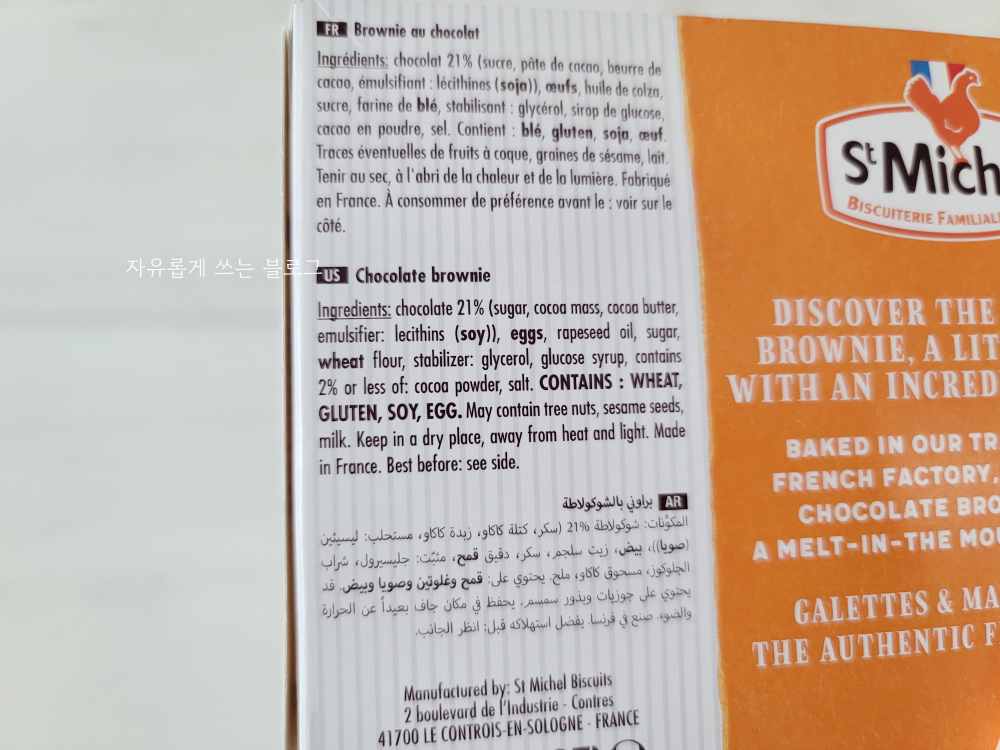 FR Brownie au chocolat
Ingrédients: chocolat 21% (sucre, pâte de cacao, beurre de
cacao, émulsifiant : lécithines (soja)), œufs, huile de colza,
sucre, farine de blé, stabilisant : glycérol, sirop de glucose,
cacao en poudre, sel. Contient : blé, gluten, soja, œuf.
Traces éventuelles de fruits à coque, graines de sésame, lait.
Tenir au sec, à l'abri de la chaleur et de la lumière. Fabriqué
en France. À consommer de préférence avant le : voir sur le
côté.
자유롭게 쓰는 블로그
US Chocolate brownie
Ingredients: chocolate 21% (sugar, cocoa mass, cocoa butter,
emulsifier: lecithins (soy)), eggs, rapeseed oil, sugar,
wheat flour, stabilizer: glycerol, glucose syrup, contains
2% or less of: cocoa powder, salt. CONTAINS : WHEAT,
GLUTEN, SOY, EGG. May contain tree nuts, sesame seeds,
milk. Keep in a dry place, away from heat and light. Made
in France. Best before: see side.
AR براوني بالشوكولاطة
المكوّنات: شوكولاطة 21% (سكر، كتلة كاكاو، زبدة كاكاو، مستحلب: ليسيثين
(صويا))، بيض، زيت سلجم، سكر، دقيق قمح، مثبّت: جليسيرول، شراب
الجلوكوز، مسحوق كاكاو، ملح. يحتوي على: قمح وغلوتين وصويا وبيض. قد
يحتوي على جوزيات وبذور سمسم. يحفظ في مكان جاف بعيداً عن الحرارة
والضوء. صنع في فرنسا. يفضل استهلاكه قبل: انظر الجانب.
Manufactured by: St Michel Biscuits
2 boulevard de l'Industrie - Contres
41700 LE CONTROIS-EN-SOLOGNE - FRANCE
St Mich
BISCUITERIE FAMILIAL
DISCOVER THE
BROWNIE, A LIT
WITH AN INCRED
BAKED IN OUR TR
FRENCH FACTORY,
CHOCOLATE BRO
A MELT-IN-THE MOU
GALETTES & MA
THE AUTHENTIC F